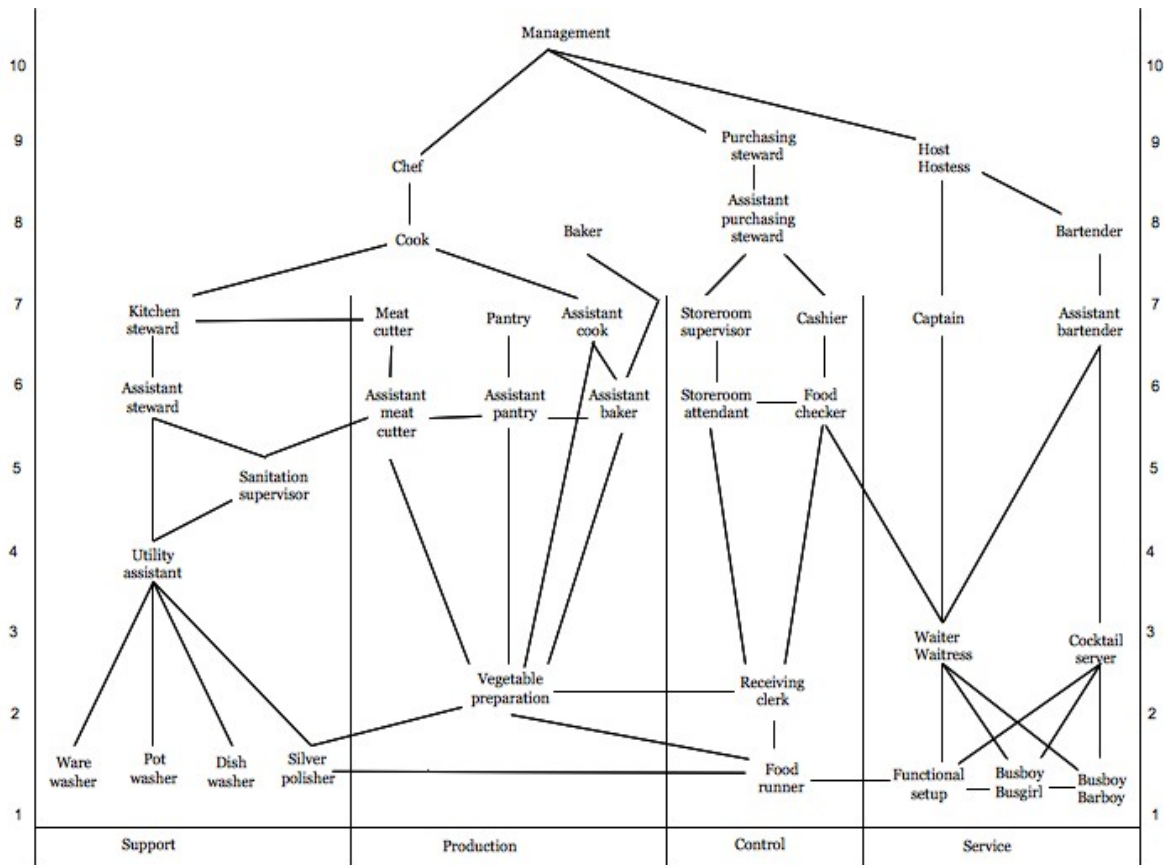 Management
10
10
9
Purchasing
steward
Host
Hostess
9
Chef
8
Assistant
purchasing
steward
8
Cook
Baker
Bartender
7
Kitchen
steward
Meat
cutter
Pantry
Assistant
cook
Storeroom
supervisor
Cashier
Captain
Assistant
bartender
7
6
Assistant
steward
Assistant
meat
cutter
Assistant
pantry
Assistant
baker
Storeroom
attendant
Food
checker
6
5
Sanitation
supervisor
5
4
Utility
assistant
4
3
Waiter
Waitress
Cocktail
server
3
Vegetable
preparation
Receiving
clerk
2
2
Ware
washer
Pot
washer
Dish
washer
Silver
polisher
Food
runner
Functional
setup
Busboy
Busgirl
Busboy
Barboy
1
1
Support
Production
Control
Service